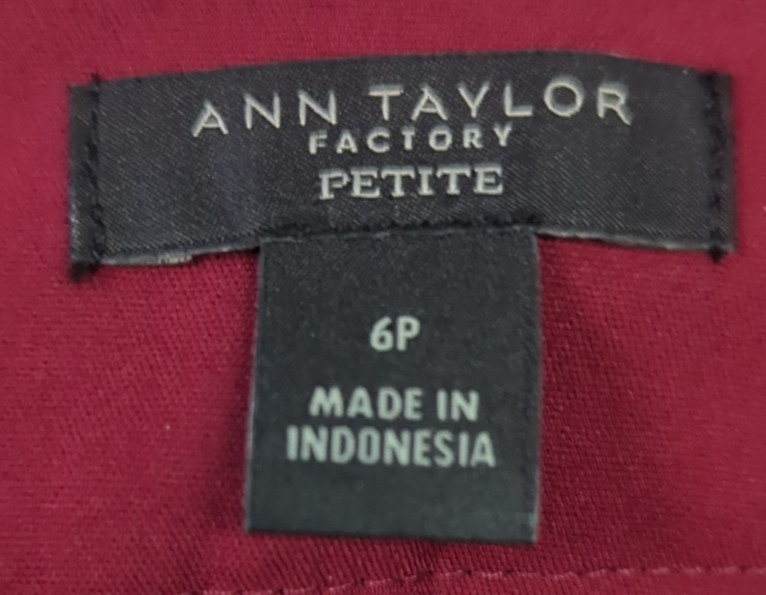 ANN TAYLOR
FACTORY
PETITE
6P
MADE IN
INDONESIA